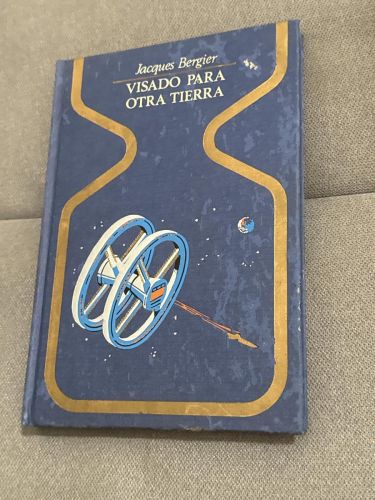 Jacques Bergier
VISADO PARA
OTRA TIERRA